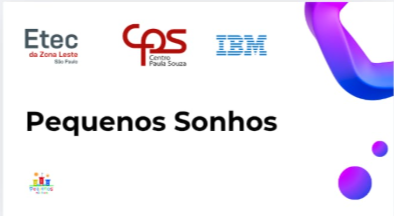 Etec
da Zona Leste
São Paulo
CPS
Centro
Paula Souza
IBM
Pequenos Sonhos